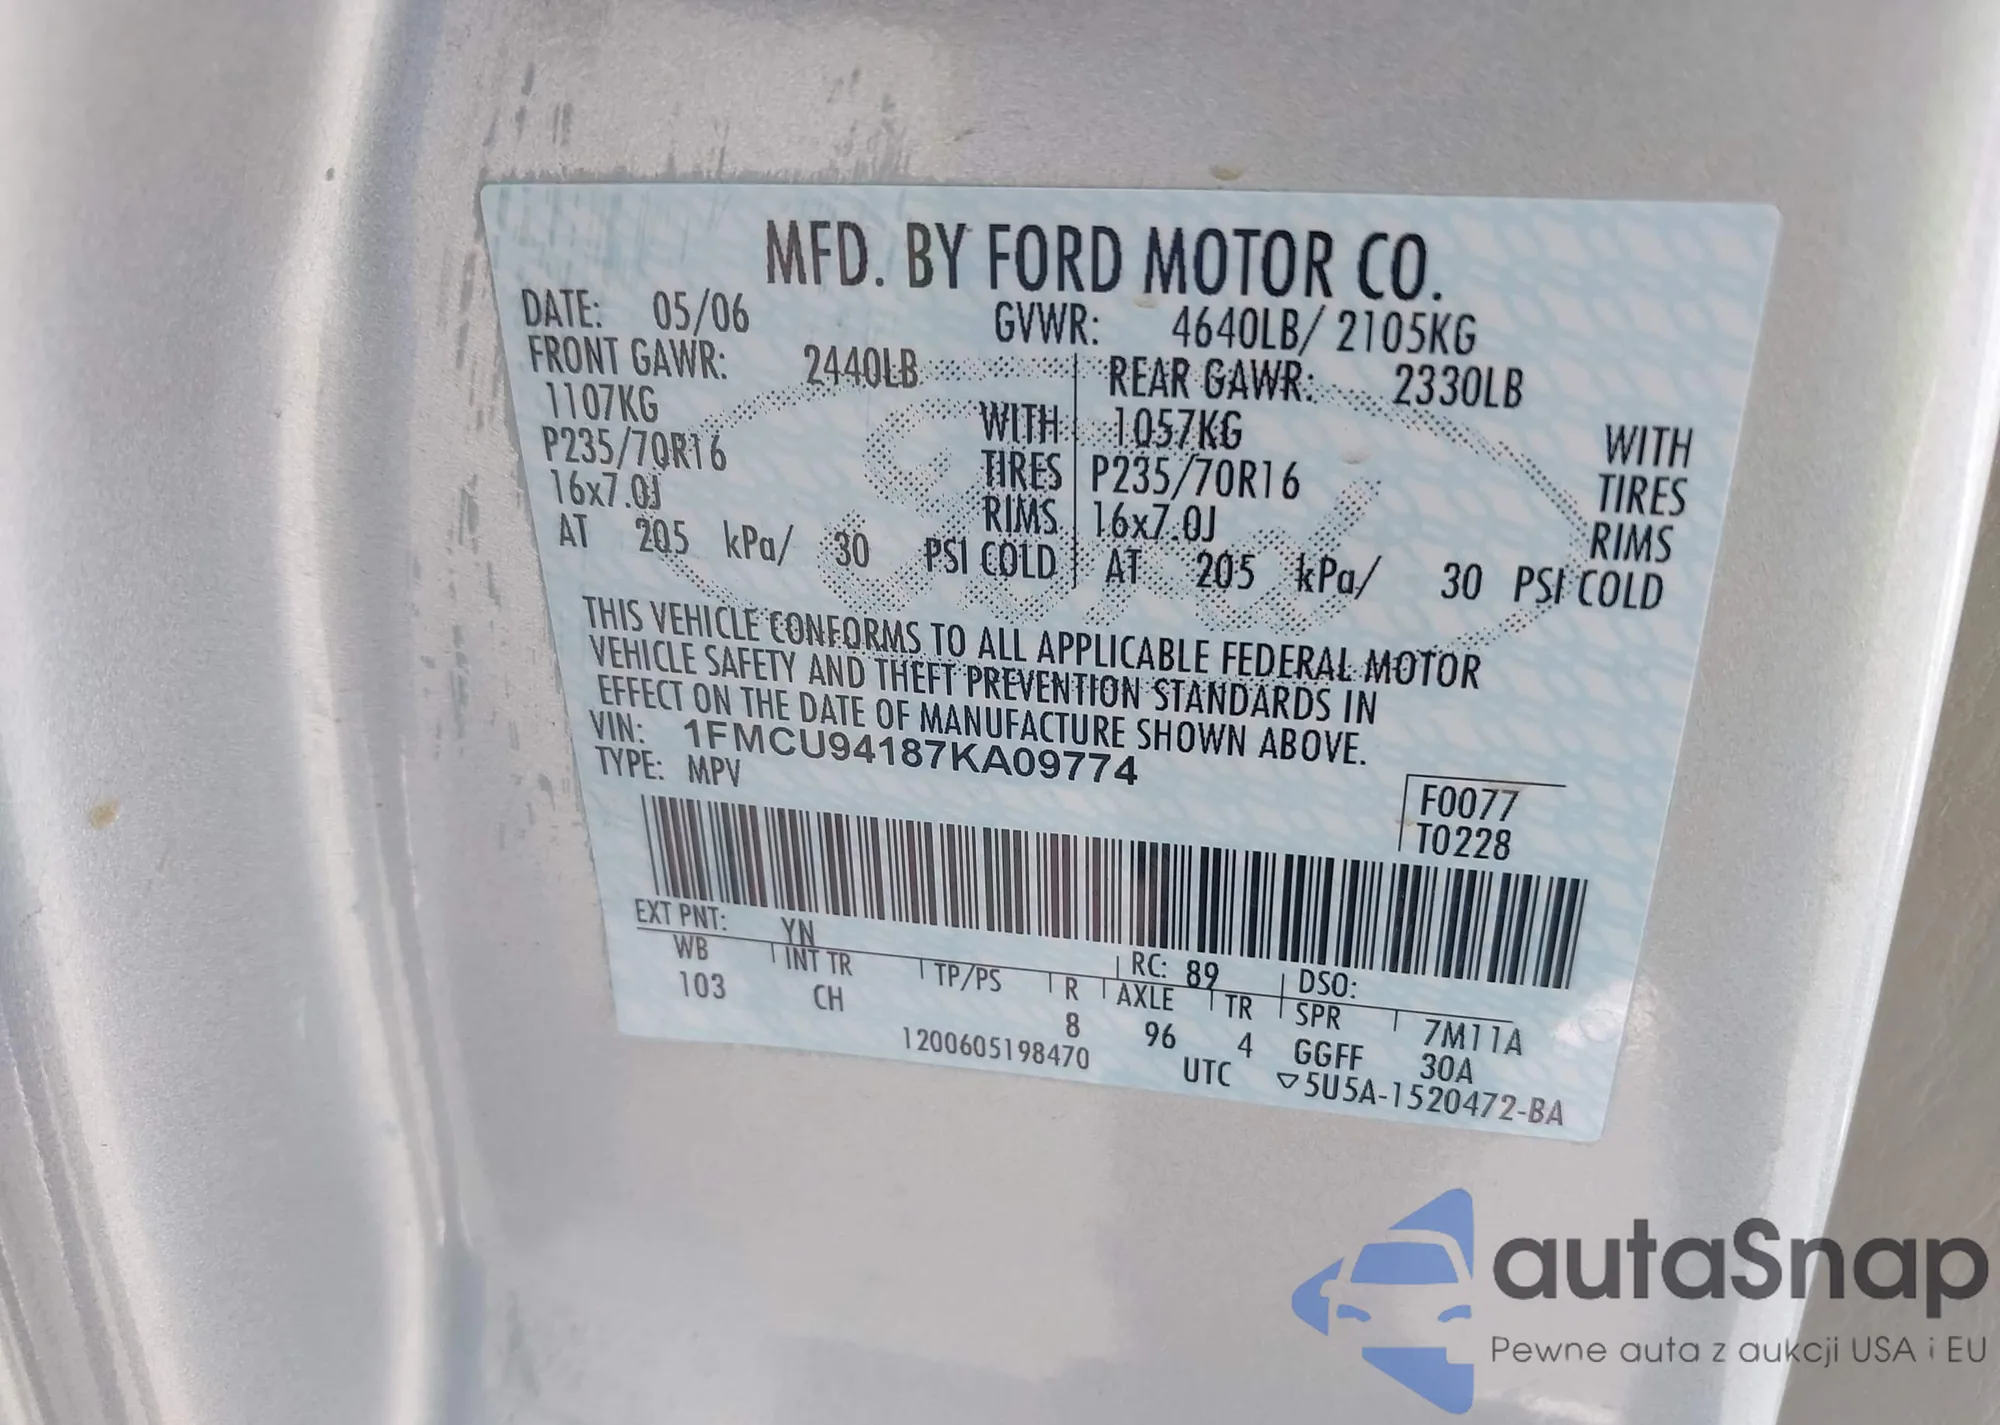 MFD. BY FORD MOTOR CO.
DATE: 05/06 GVWR: 4640LB/ 2105KG
FRONT GAWR: 2440LB REAR GAWR: 2330LB
1107KG WITH 1057KG WITH
P235/70R16 TIRES P235/70R16 TIRES
16x7.0J RIMS 16x7.0J RIMS
AT 205 kPa/ 30 PSI COLD AT 205 kPa/ 30 PSI COLD
THIS VEHICLE CONFORMS TO ALL APPLICABLE FEDERAL MOTOR
VEHICLE SAFETY AND THEFT PREVENTION STANDARDS IN
EFFECT ON THE DATE OF MANUFACTURE SHOWN ABOVE.
VIN: 1FMCU94187KA09774
TYPE: MPV
F0077
T0228
EXT PNT: YN RC: 89 DSO:
WB INT TR TP/PS R AXLE TR SPR 7M11A
103 CH 8 96 4 GGFF 30A
1200605198470 UTC ▽5U5A-1520472-BA
autaSnap
Pewne auta z aukcji USA i EU